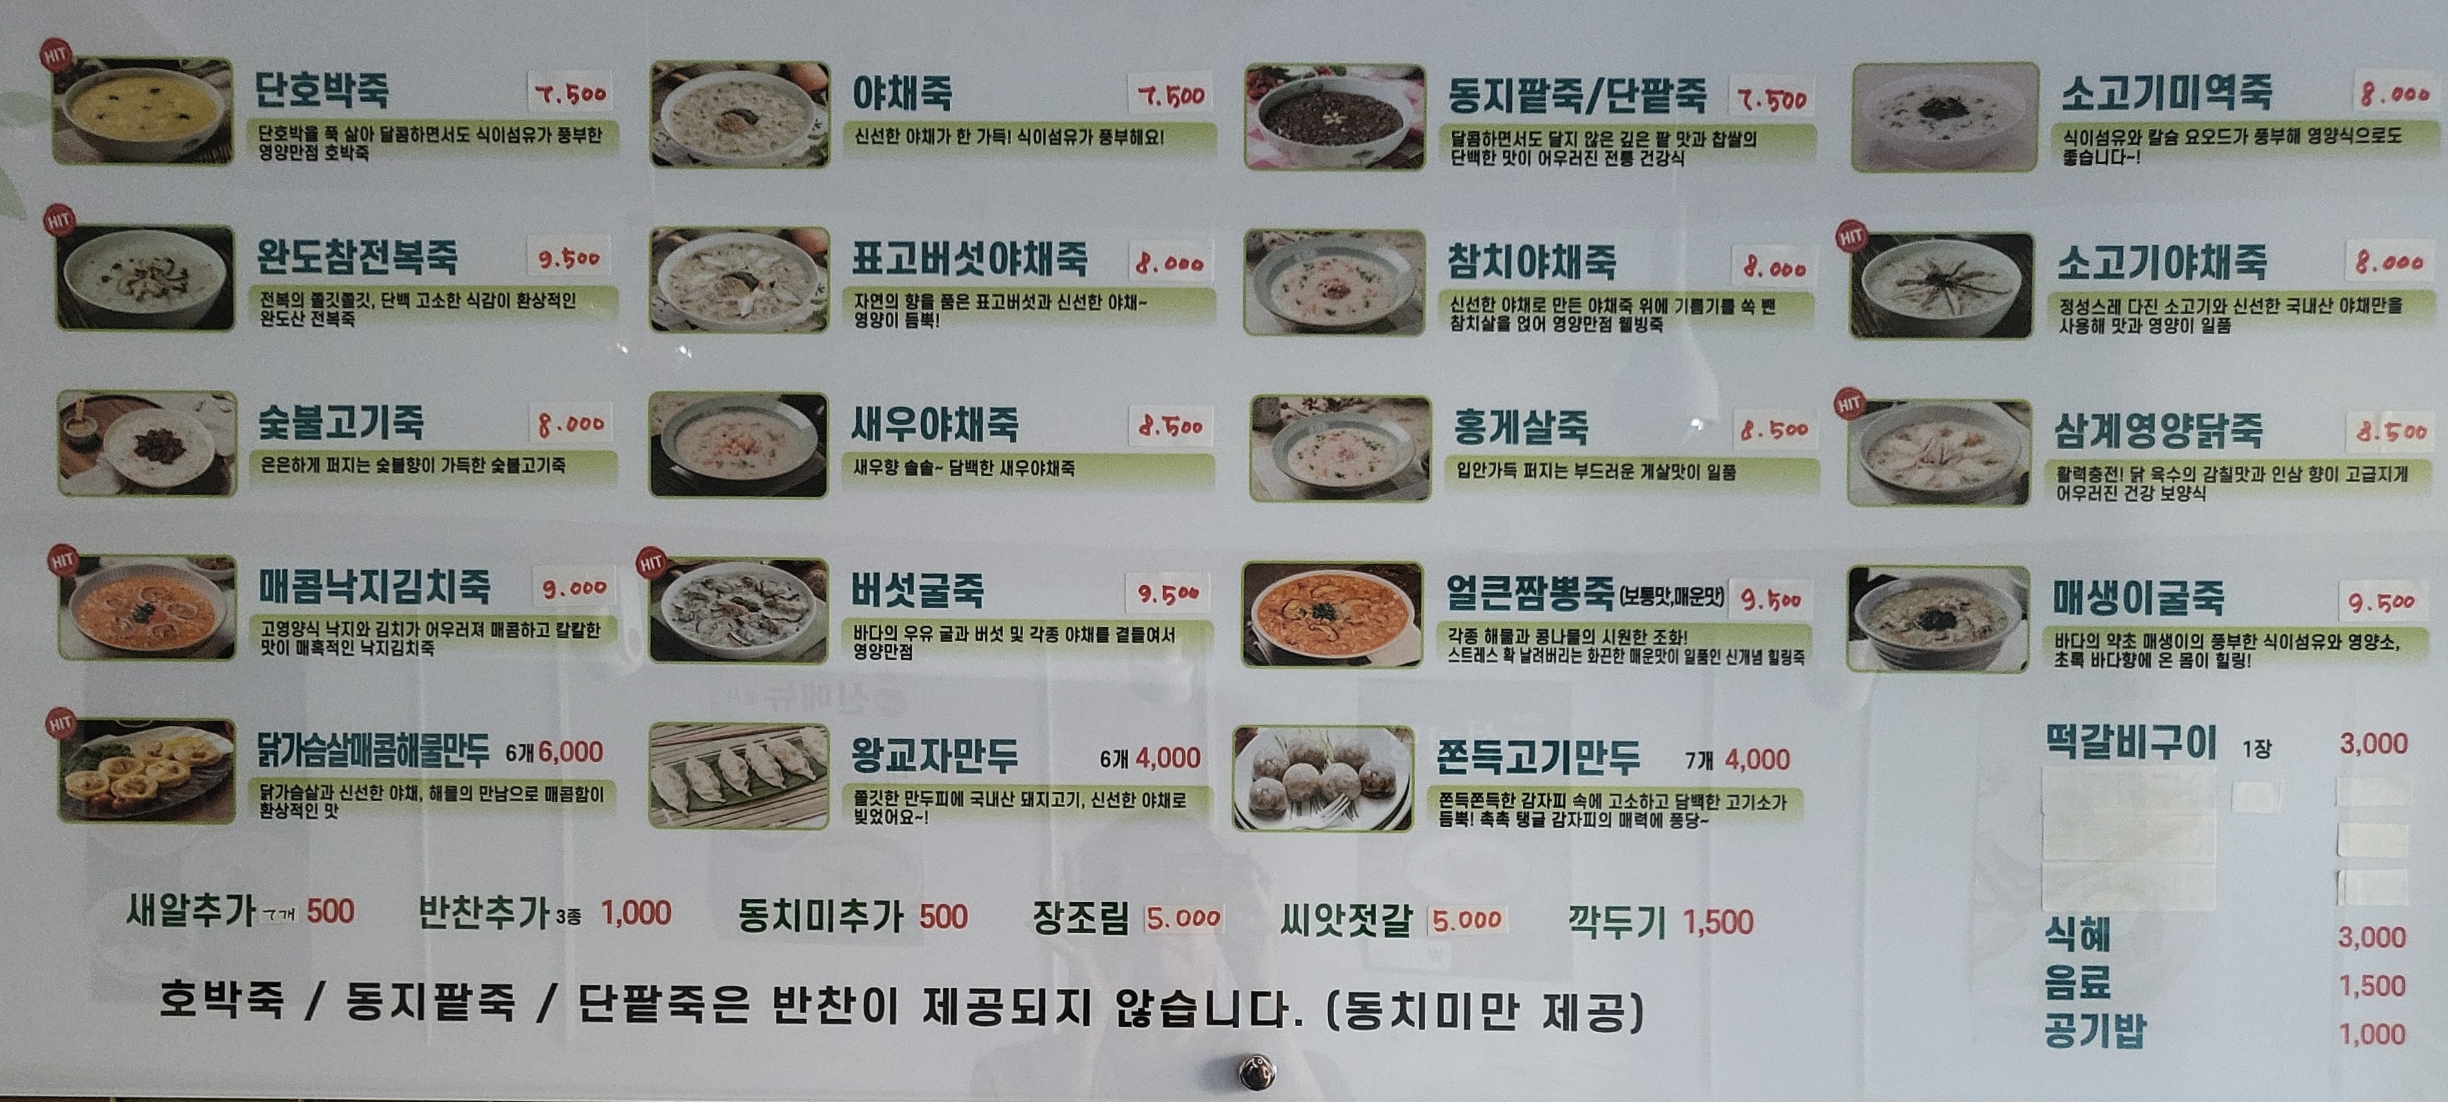 HIT
단호박죽 7.500
단호박을 푹 삶아 달콤하면서도 식이섬유가 풍부한
영양만점 호박죽
야채죽 7.500
신선한 야채가 한 가득! 식이섬유가 풍부해요!
동지팥죽/단팥죽 7.500
달콤하면서도 달지 않은 깊은 팥 맛과 찹쌀의
단백한 맛이 어우러진 전통 건강식
소고기미역죽 8.000
식이섬유와 칼슘 요오드가 풍부해 영양식으로도
좋습니다~!
HIT
완도참전복죽 9.500
전복의 쫄깃쫄깃, 단백 고소한 식감이 환상적인
완도산 전복죽
표고버섯야채죽 8.000
자연의 향을 품은 표고버섯과 신선한 야채~
영양이 듬뿍!
참치야채죽 8.000
신선한 야채로 만든 야채죽 위에 기름기를 쏙 뺀
참치살을 얹어 영양만점 웰빙죽
HIT
소고기야채죽 8.000
정성스레 다진 소고기와 신선한 국내산 야채만을
사용해 맛과 영양이 일품
숯불고기죽 8.000
은은하게 퍼지는 숯불향이 가득한 숯불고기죽
새우야채죽 8.500
새우향 솔솔~ 담백한 새우야채죽
홍게살죽 8.500
입안가득 퍼지는 부드러운 게살맛이 일품
HIT
삼계영양닭죽 8.500
활력충전! 닭 육수의 감칠맛과 인삼 향이 고급지게
어우러진 건강 보양식
HIT
매콤낙지김치죽 9.000
고영양식 낙지와 김치가 어우러져 매콤하고 칼칼한
맛이 매혹적인 낙지김치죽
HIT
버섯굴죽 9.500
바다의 우유 굴과 버섯 및 각종 야채를 곁들여서
영양만점
얼큰짬뽕죽(보통맛,매운맛) 9.500
각종 해물과 콩나물의 시원한 조화!
스트레스 확 날려버리는 화끈한 매운맛이 일품인 신개념 힐링죽
매생이굴죽 9.500
바다의 약초 매생이의 풍부한 식이섬유와 영양소,
초록 바다향에 온 몸이 힐링!
HIT
닭가슴살매콤해물만두 6개 6,000
닭가슴살과 신선한 야채, 해물의 만남으로 매콤함이
환상적인 맛
왕교자만두 6개 4,000
쫄깃한 만두피에 국내산 돼지고기, 신선한 야채로
빚었어요~!
쫀득고기만두 7개 4,000
쫀득쫀득한 감자피 속에 고소하고 담백한 고기소가
듬뿍! 촉촉 탱글 감자피의 매력에 퐁당~
떡갈비구이 1장 3,000
새알추가 7개 500
반찬추가 3종 1,000
동치미추가 500
장조림 5.000
씨앗젓갈 5.000
깍두기 1,500
식혜 3,000
음료 1,500
공기밥 1,000
호박죽 / 동지팥죽 / 단팥죽은 반찬이 제공되지 않습니다. (동치미만 제공)